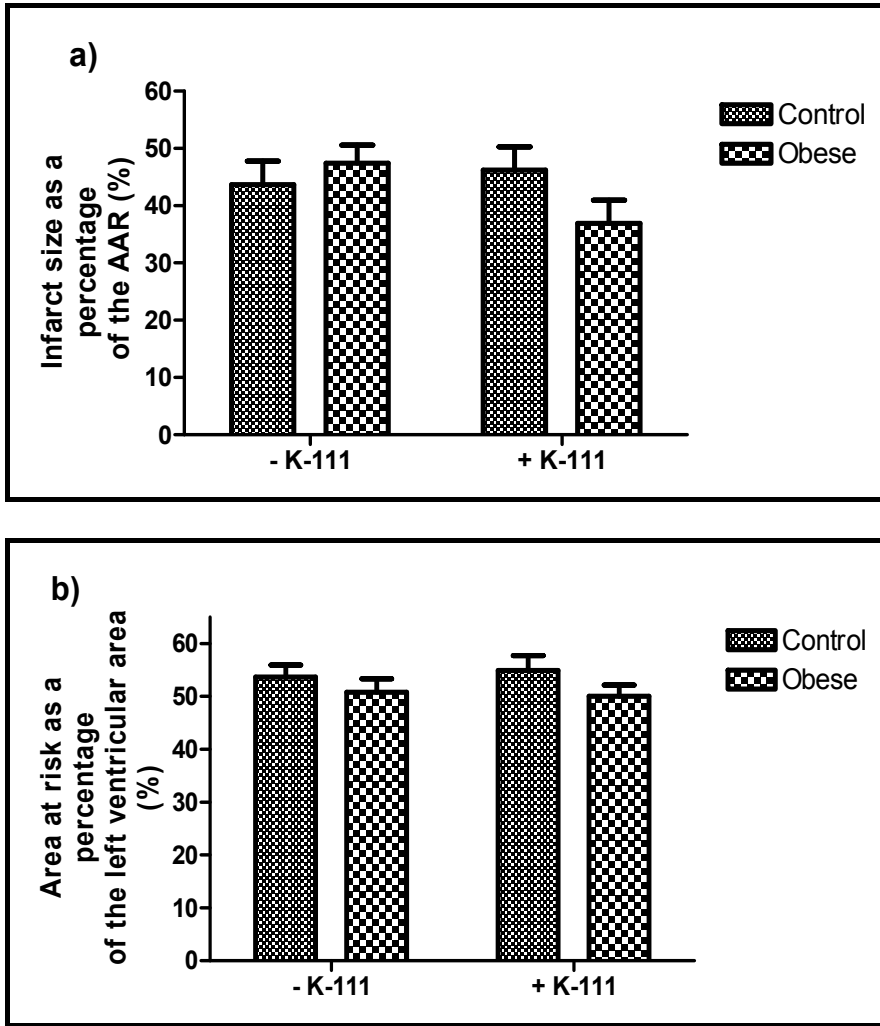 a)
Infarct size as a
percentage
of the AAR (%)
60
50
40
30
20
10
0
- K-111
+ K-111
Control
Obese
b)
Area at risk as a
percentage
of the left ventricular area
(%)
60
50
40
30
20
10
0
- K-111
+ K-111
Control
Obese